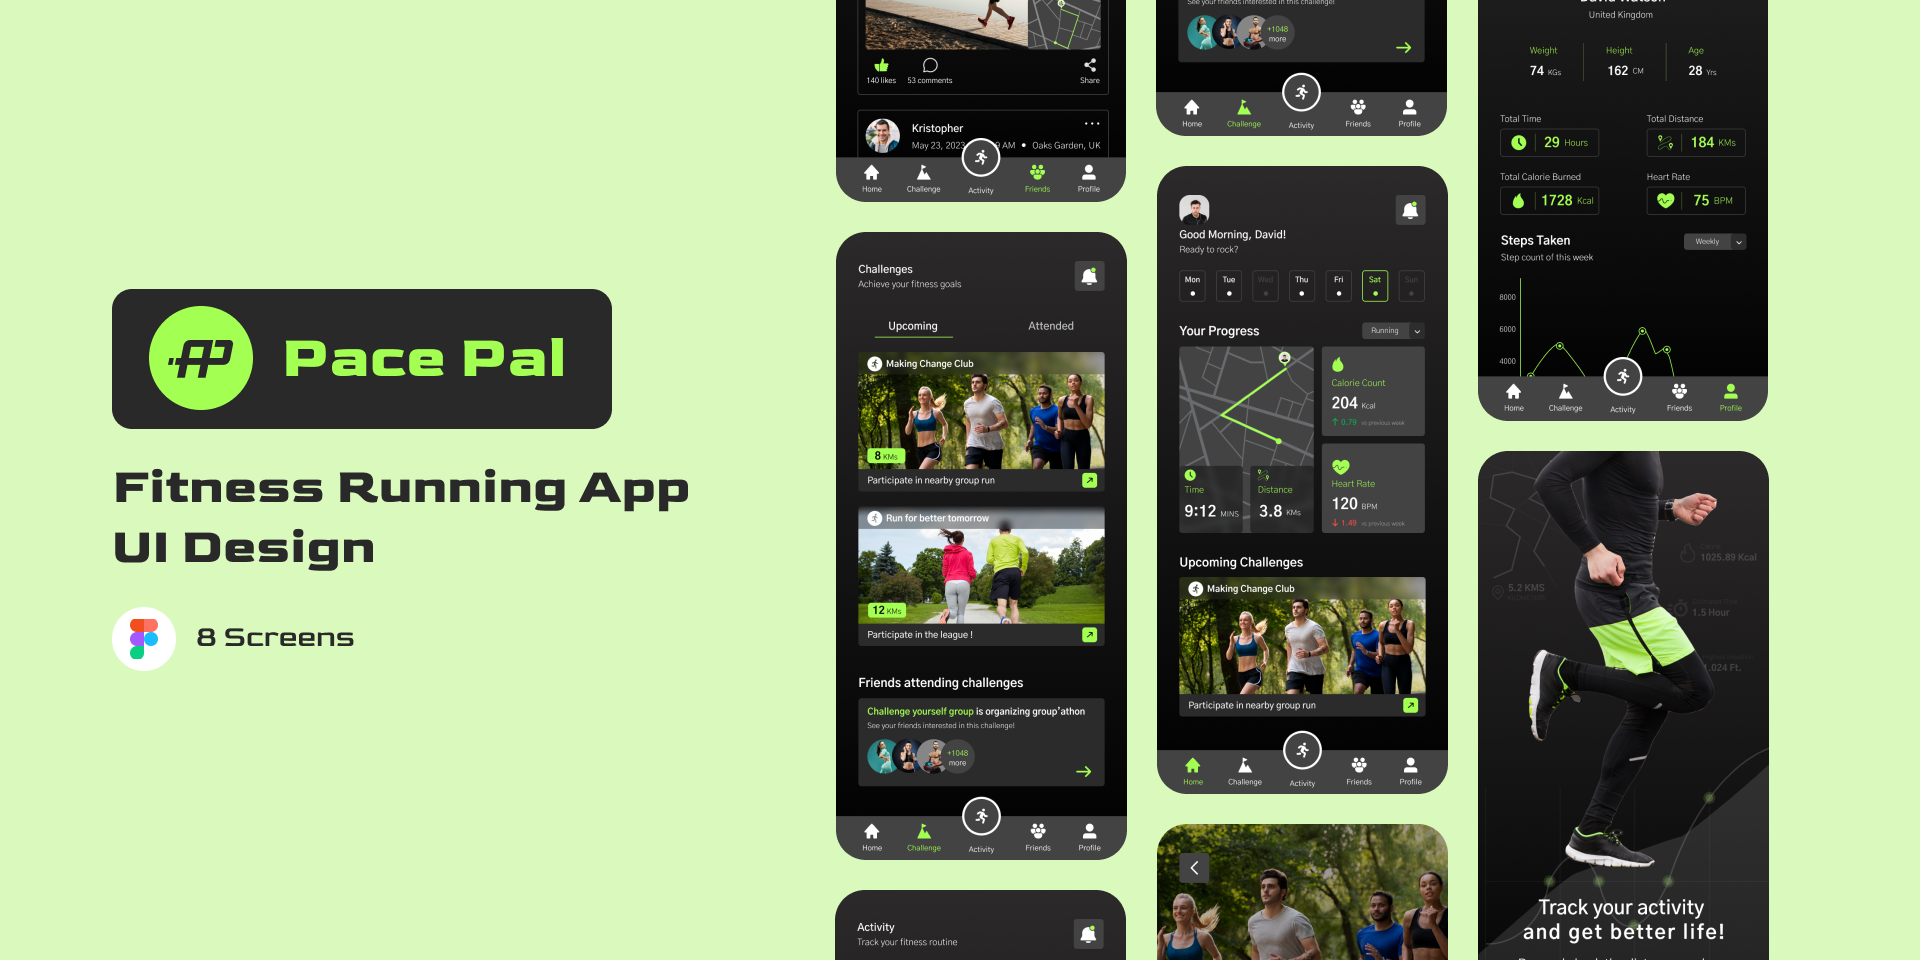 Pace Pal
Fitness Running App
UI Design
8 Screens
140 likes
53 comments
Share
Kristopher
May 23, 2023
9 AM • Oaks Garden, UK
Home
Challenge
Activity
Friends
Profile
Challenges
Achieve your fitness goals
Upcoming
Attended
Making Change Club
8 KMs
Participate in nearby group run
Run for better tomorrow
12 KMs
Participate in the league !
Friends attending challenges
Challenge yourself group is organizing group'athon
See your friends interested in this challenge!
+1048
more
Home
Challenge
Activity
Friends
Profile
Activity
Track your fitness routine
See your friends interested in this challenge!
+1048
more
Home
Challenge
Activity
Friends
Profile
Good Morning, David!
Ready to rock?
Mon
Tue
Wed
Thu
Fri
Sat
Sun
Your Progress
Running
Calorie Count
204 Kcal
0.79 vs previous week
Heart Rate
120 BPM
1.49 vs previous week
Time
9:12 MINS
Distance
3.8 KMs
Upcoming Challenges
Making Change Club
Participate in nearby group run
Home
Challenge
Activity
Friends
Profile
David Watson
United Kingdom
Weight
74 KGs
Height
162 CM
Age
28 Yrs
Total Time
29 Hours
Total Distance
184 KMs
Total Calorie Burned
1728 Kcal
Heart Rate
75 BPM
Steps Taken
Step count of this week
Weekly
8000
6000
4000
Home
Challenge
Activity
Friends
Profile
1025.89 Kcal
5.2 KMS
1.5 Hour
1.024 Ft.
Track your activity
and get better life!